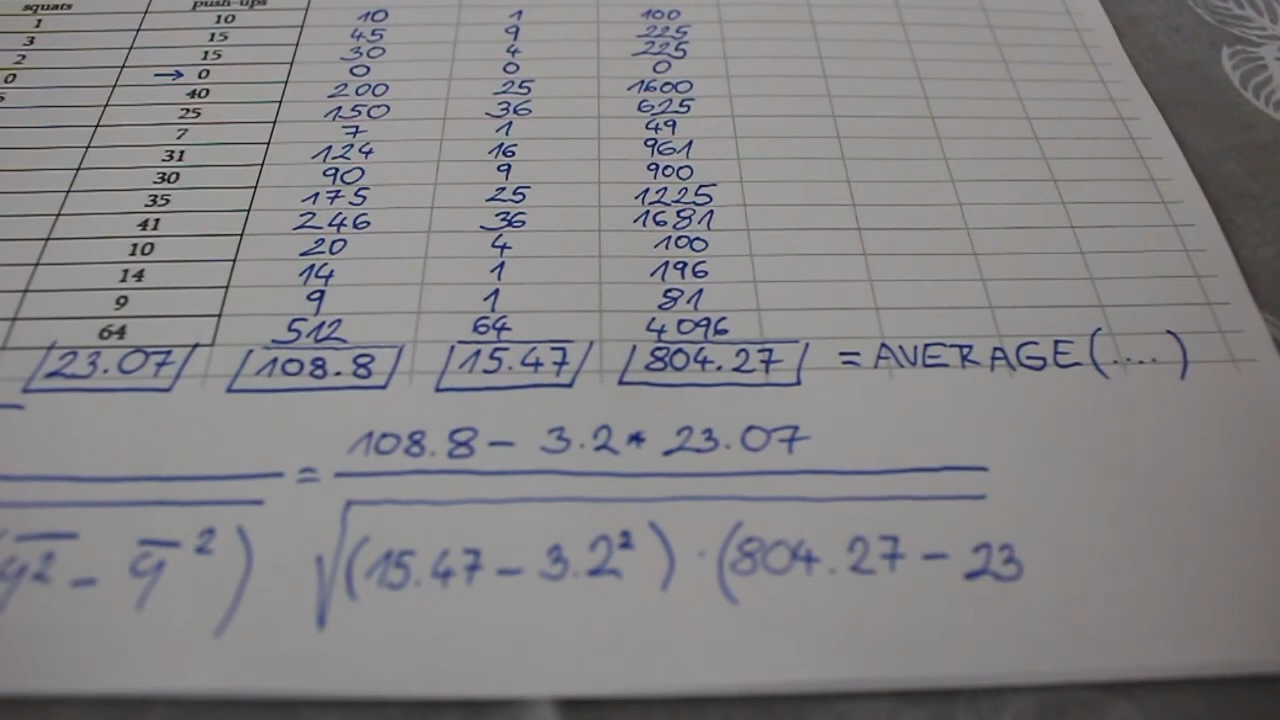 squats push-ups
1 10 10 1 100
3 15 45 9 225
2 15 30 4 225
0 → 0 0 0 0
40 200 25 1600
25 150 36 625
7 7 1 49
31 124 16 961
30 90 9 900
35 175 25 1225
41 246 36 1681
10 20 4 100
14 14 1 196
9 9 1 81
64 512 64 4096
23.07 108.8 15.47 804.27 = AVERAGE(....)
= 108.8 - 3.2 * 23.07
y² - y²) √(15.47 - 3.2²) · (804.27 - 23